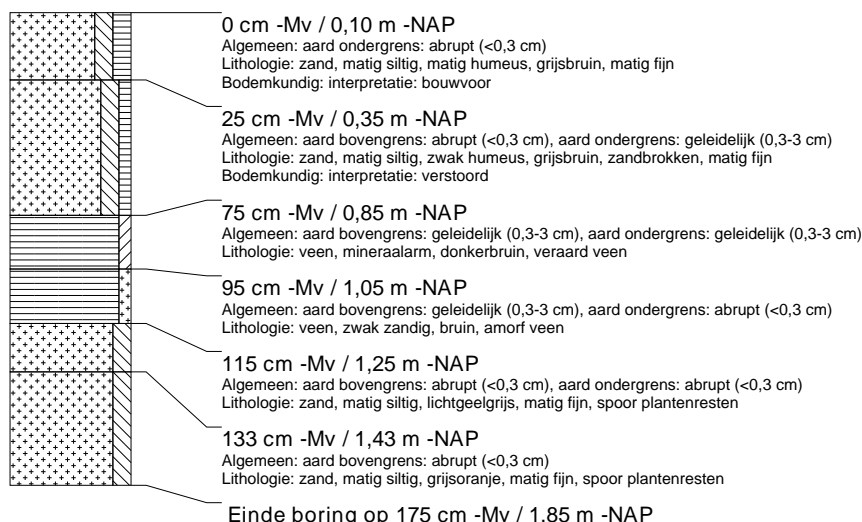 0 cm -Mv / 0,10 m -NAP
Algemeen: aard ondergrens: abrupt (<0,3 cm)
Lithologie: zand, matig siltig, matig humeus, grijsbruin, matig fijn
Bodemkundig: interpretatie: bouwvoor
25 cm -Mv / 0,35 m -NAP
Algemeen: aard bovengrens: abrupt (<0,3 cm), aard ondergrens: geleidelijk (0,3-3 cm)
Lithologie: zand, matig siltig, zwak humeus, grijsbruin, zandbrokken, matig fijn
Bodemkundig: interpretatie: verstoord
75 cm -Mv / 0,85 m -NAP
Algemeen: aard bovengrens: geleidelijk (0,3-3 cm), aard ondergrens: geleidelijk (0,3-3 cm)
Lithologie: veen, mineraalarm, donkerbruin, veraard veen
95 cm -Mv / 1,05 m -NAP
Algemeen: aard bovengrens: geleidelijk (0,3-3 cm), aard ondergrens: abrupt (<0,3 cm)
Lithologie: veen, zwak zandig, bruin, amorf veen
115 cm -Mv / 1,25 m -NAP
Algemeen: aard bovengrens: abrupt (<0,3 cm), aard ondergrens: abrupt (<0,3 cm)
Lithologie: zand, matig siltig, lichtgeelgrijs, matig fijn, spoor plantenresten
133 cm -Mv / 1,43 m -NAP
Algemeen: aard bovengrens: abrupt (<0,3 cm)
Lithologie: zand, matig siltig, grijsoranje, matig fijn, spoor plantenresten
Einde boring op 175 cm -Mv / 1,85 m -NAP